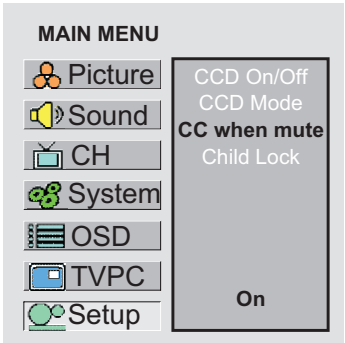 MAIN MENU
Picture
Sound
CH
System
OSD
TVPC
Setup
CCD On/Off
CCD Mode
CC when mute
Child Lock
On